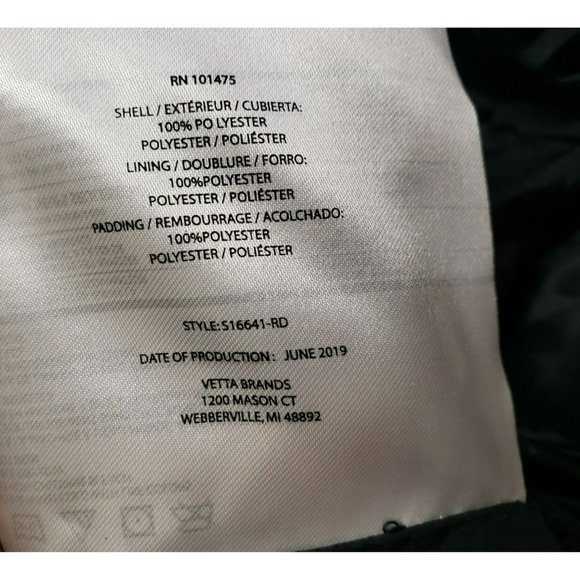 RN 101475
SHELL / EXTÉRIEUR / CUBIERTA:
100% PO LYESTER
POLYESTER / POLIÉSTER
LINING / DOUBLURE / FORRO:
100%POLYESTER
POLYESTER / POLIÉSTER
PADDING / REMBOURRAGE / ACOLCHADO:
100%POLYESTER
POLYESTER / POLIÉSTER
STYLE: S16641-RD
DATE OF PRODUCTION : JUNE 2019
VETTA BRANDS
1200 MASON CT
WEBBERVILLE, MI 48892